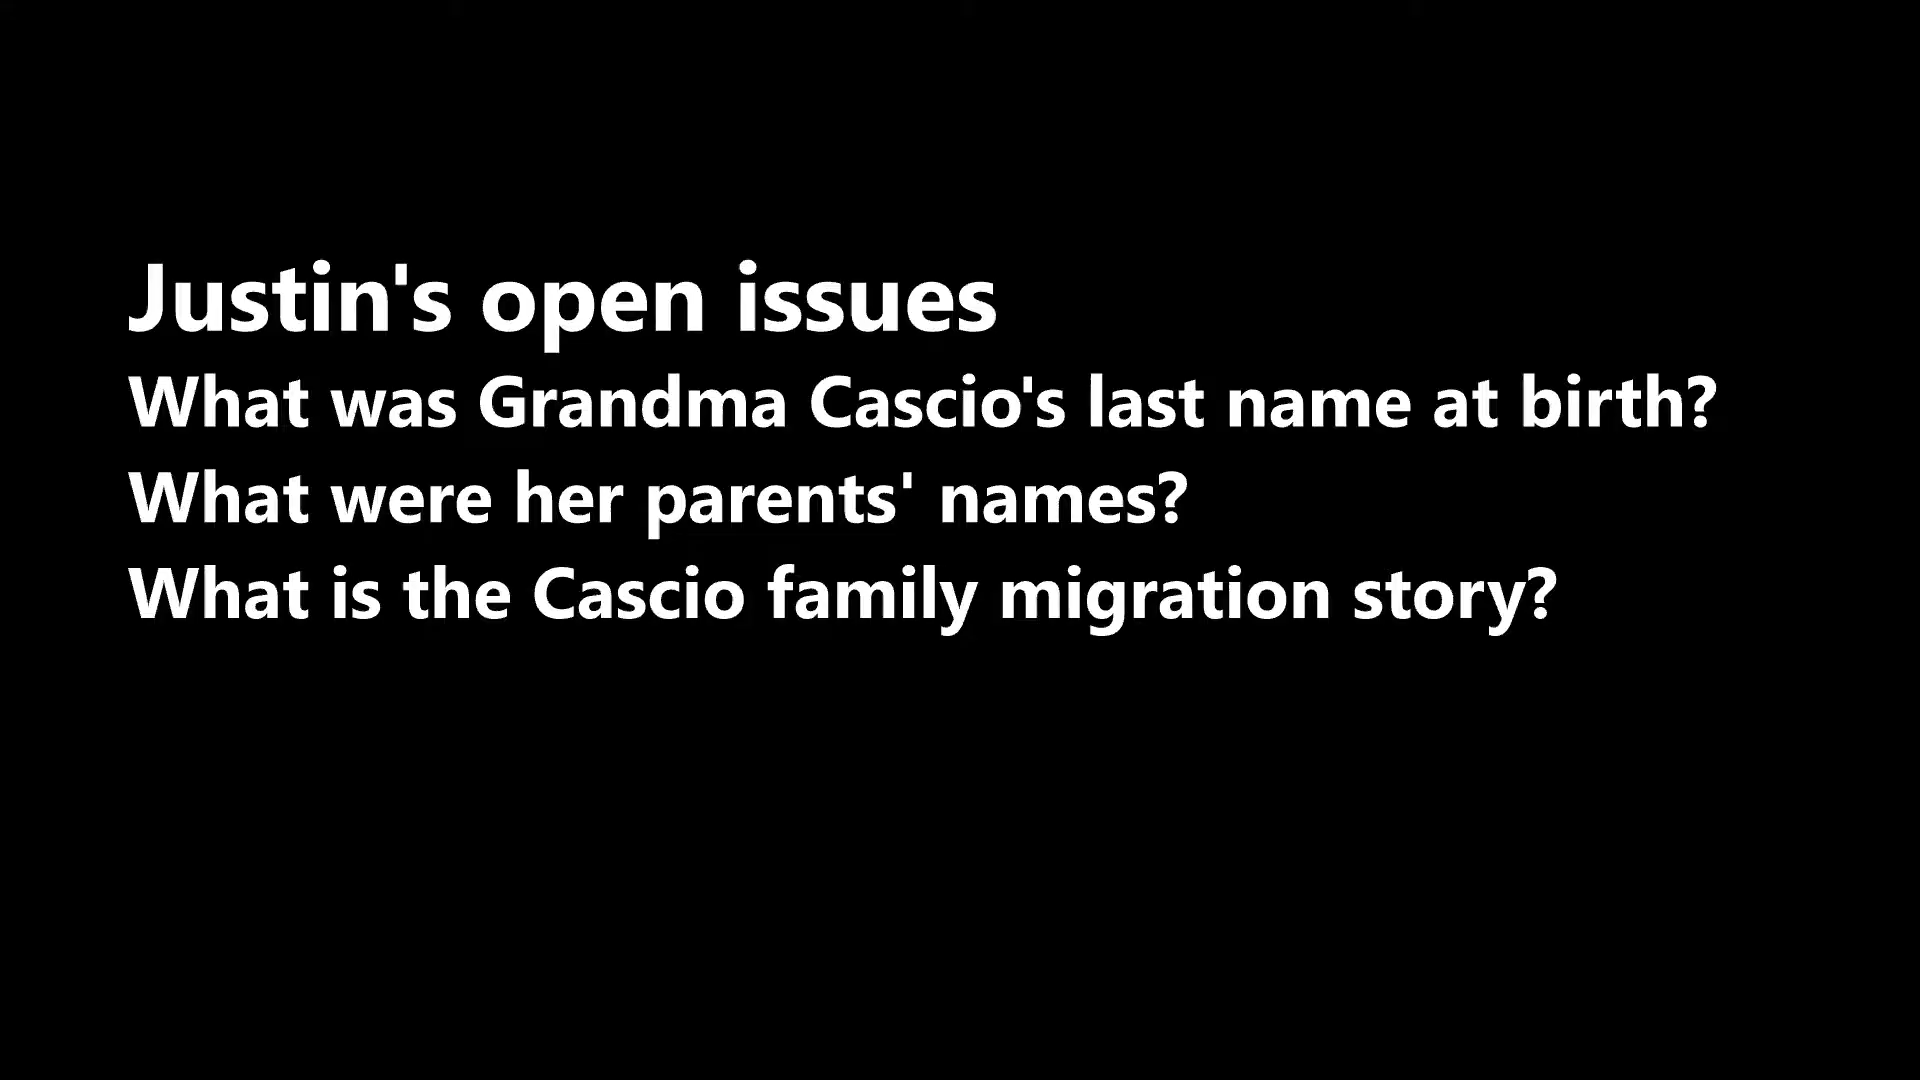 Justin's open issues
What was Grandma Cascio's last name at birth?
What were her parents' names?
What is the Cascio family migration story?